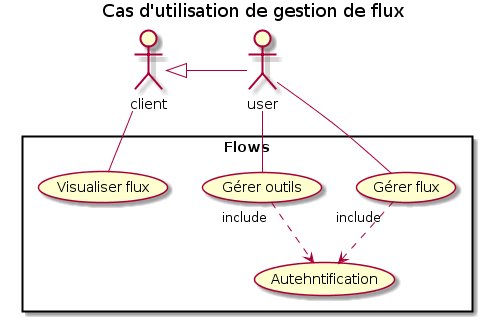 Cas d'utilisation de gestion de flux
client
user
Flows
Visualiser flux
Gérer outils
Gérer flux
include
include
Autehntification